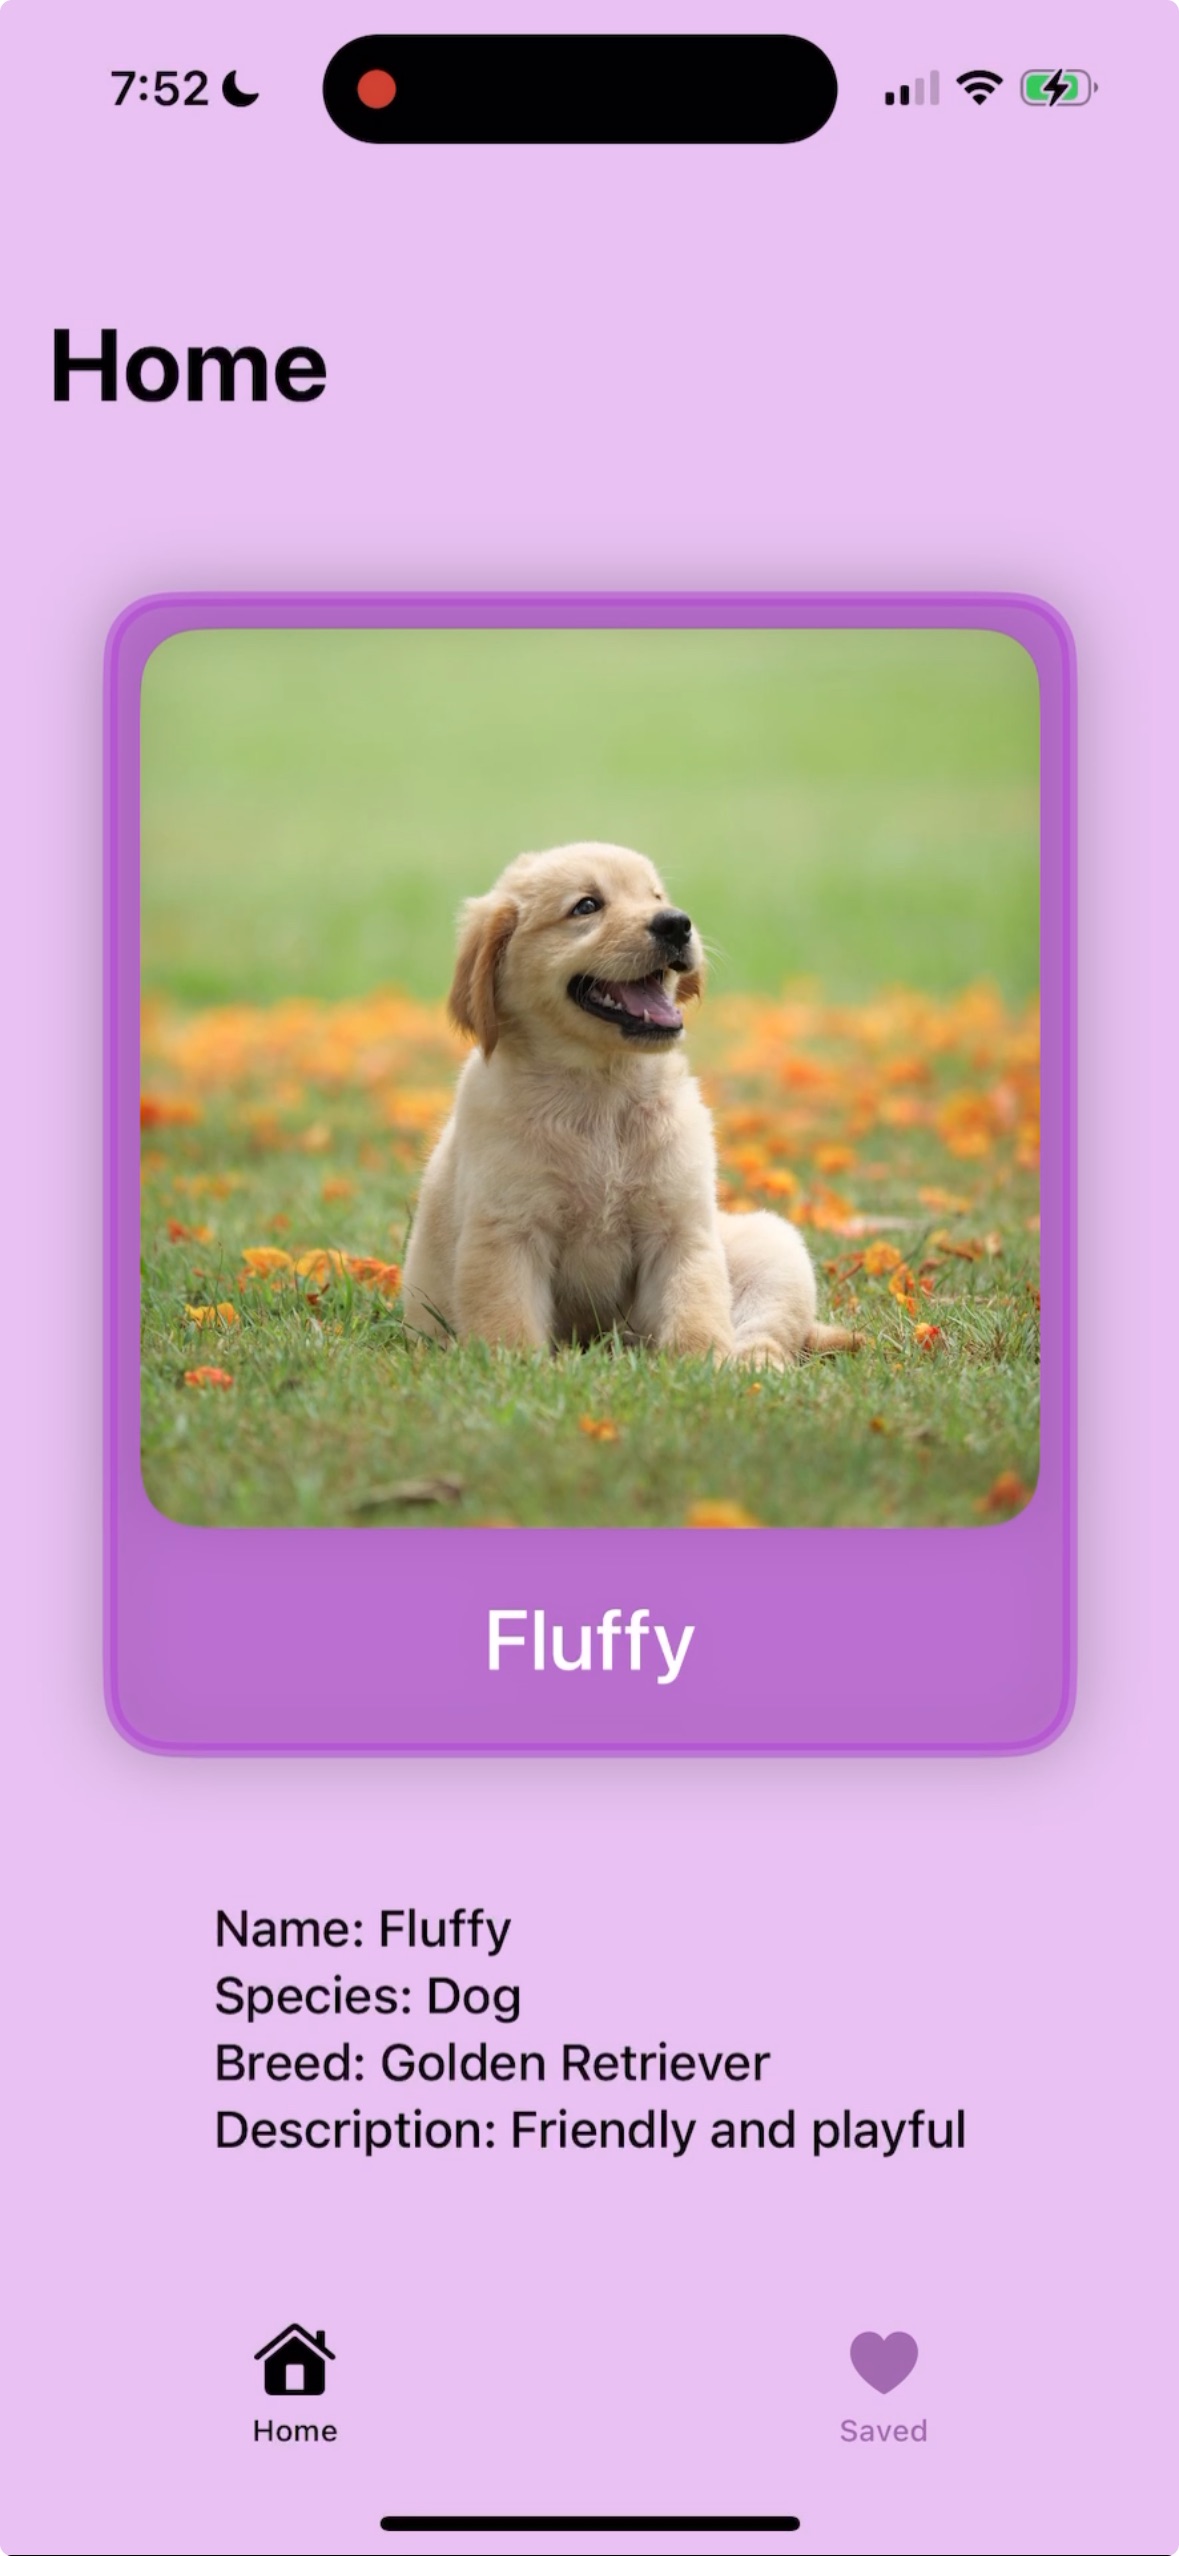 7:52
Home
Fluffy
Name: Fluffy
Species: Dog
Breed: Golden Retriever
Description: Friendly and playful
Home
Saved